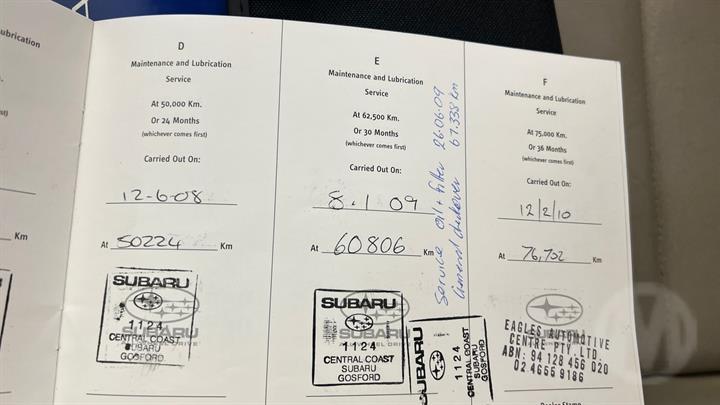 ubrication
D
Maintenance and Lubrication
Service
At 50,000 Km.
Or 24 Months
(whichever comes first)
Carried Out On:
12-6-08
At 50224 Km
SUBARU
1124
CENTRAL COAST
SUBARU
GOSFORD
Km
E
Maintenance and Lubrication
Service
At 62,500 Km.
Or 30 Months
(whichever comes first)
Carried Out On:
8.1 09
At 60806 Km
SUBARU
1124
CENTRAL COAST
SUBARU
GOSFORD
Service oil + filter 26.06.09
General checkover 67.338 km
SUBARU
1124
CENTRAL COAST
SUBARU
GOSFORD
F
Maintenance and Lubrication
Service
At 75,000 Km.
Or 36 Months
(whichever comes first)
Carried Out On:
12/2/10
At 76,702 Km
EAGLES AUTOMOTIVE
CENTRE PTY. LTD.
ABN: 94 128 456 020
02 4656 9186